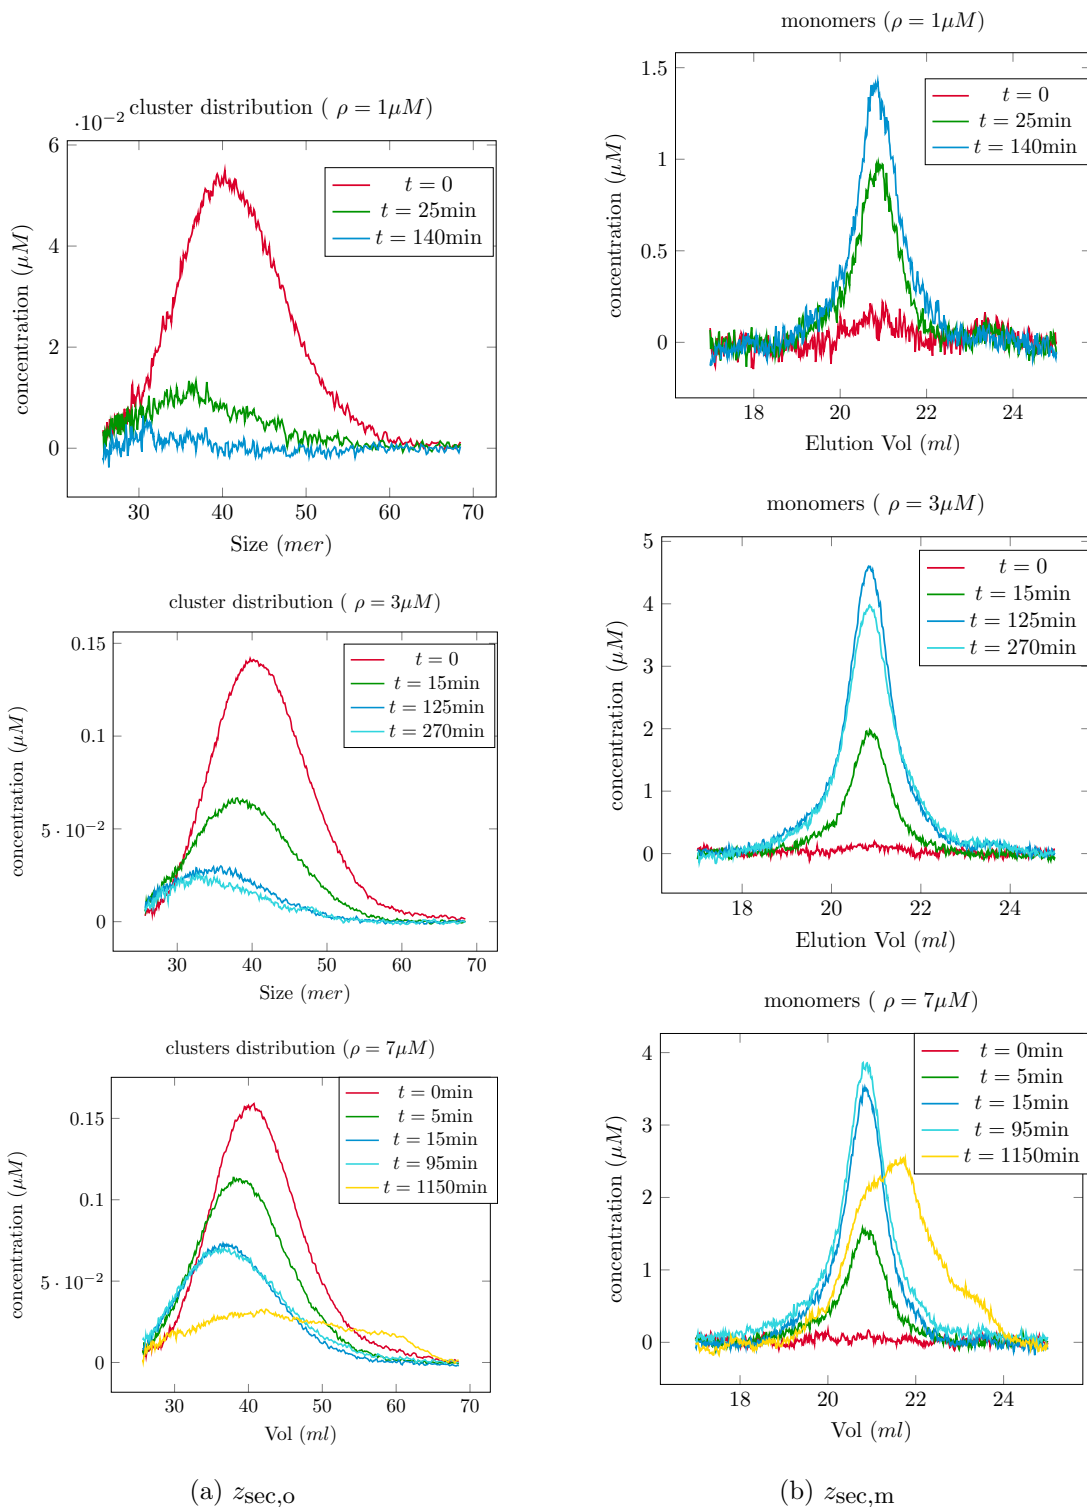 cluster distribution ( ρ = 1μM)
·10−2
6
4
2
0
concentration (μM)
t = 0
t = 25min
t = 140min
30 40 50 60 70
Size (mer)
monomers (ρ = 1μM)
1.5
1
0.5
0
concentration (μM)
t = 0
t = 25min
t = 140min
18 20 22 24
Elution Vol (ml)
cluster distribution ( ρ = 3μM)
0.15
0.1
5 · 10−2
0
concentration (μM)
t = 0
t = 15min
t = 125min
t = 270min
30 40 50 60 70
Size (mer)
monomers ( ρ = 3μM)
5
4
3
2
1
0
concentration (μM)
t = 0
t = 15min
t = 125min
t = 270min
18 20 22 24
Elution Vol (ml)
clusters distribution (ρ = 7μM)
0.15
0.1
5 · 10−2
0
concentration (μM)
t = 0min
t = 5min
t = 15min
t = 95min
t = 1150min
30 40 50 60 70
Vol (ml)
monomers ( ρ = 7μM)
4
3
2
1
0
concentration (μM)
t = 0min
t = 5min
t = 15min
t = 95min
t = 1150min
18 20 22 24
Vol (ml)
(a) zsec,o
(b) zsec,m